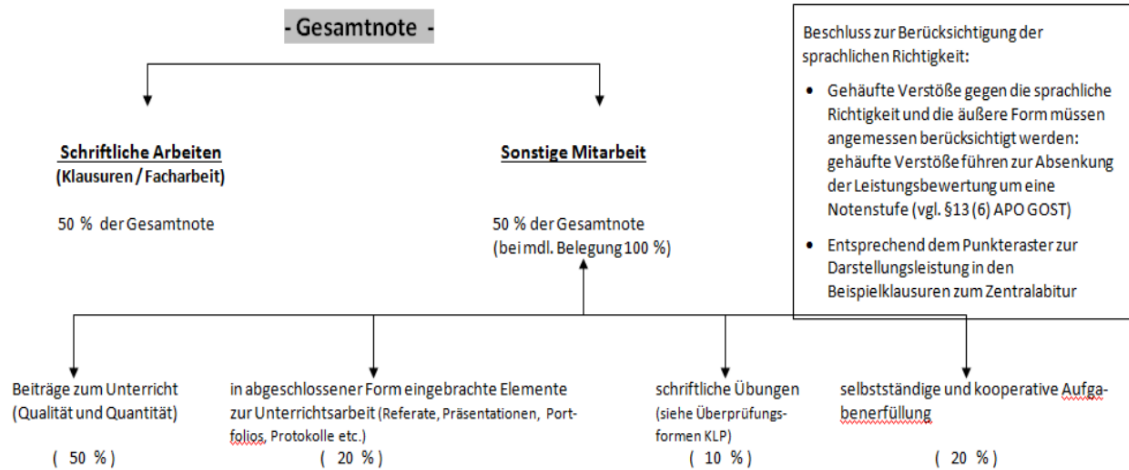 - Gesamtnote -
Schriftliche Arbeiten
(Klausuren / Facharbeit)
50 % der Gesamtnote
Sonstige Mitarbeit
50 % der Gesamtnote
(bei mdl. Belegung 100 %)
Beschluss zur Berücksichtigung der
sprachlichen Richtigkeit:
• Gehäufte Verstöße gegen die sprachliche
Richtigkeit und die äußere Form müssen
angemessen berücksichtigt werden:
gehäufte Verstöße führen zur Absenkung
der Leistungsbewertung um eine
Notenstufe (vgl. §13 (6) APO GOST)
• Entsprechend dem Punkteraster zur
Darstellungsleistung in den
Beispielklausuren zum Zentralabitur
Beiträge zum Unterricht
(Qualität und Quantität)
( 50 % )
in abgeschlossener Form eingebrachte Elemente
zur Unterrichtsarbeit (Referate, Präsentationen, Port-
folios, Protokolle etc.)
( 20 % )
schriftliche Übungen
(siehe Überprüfungs-
formen KLP)
( 10 % )
selbstständige und kooperative Aufga-
benerfüllung
( 20 % )